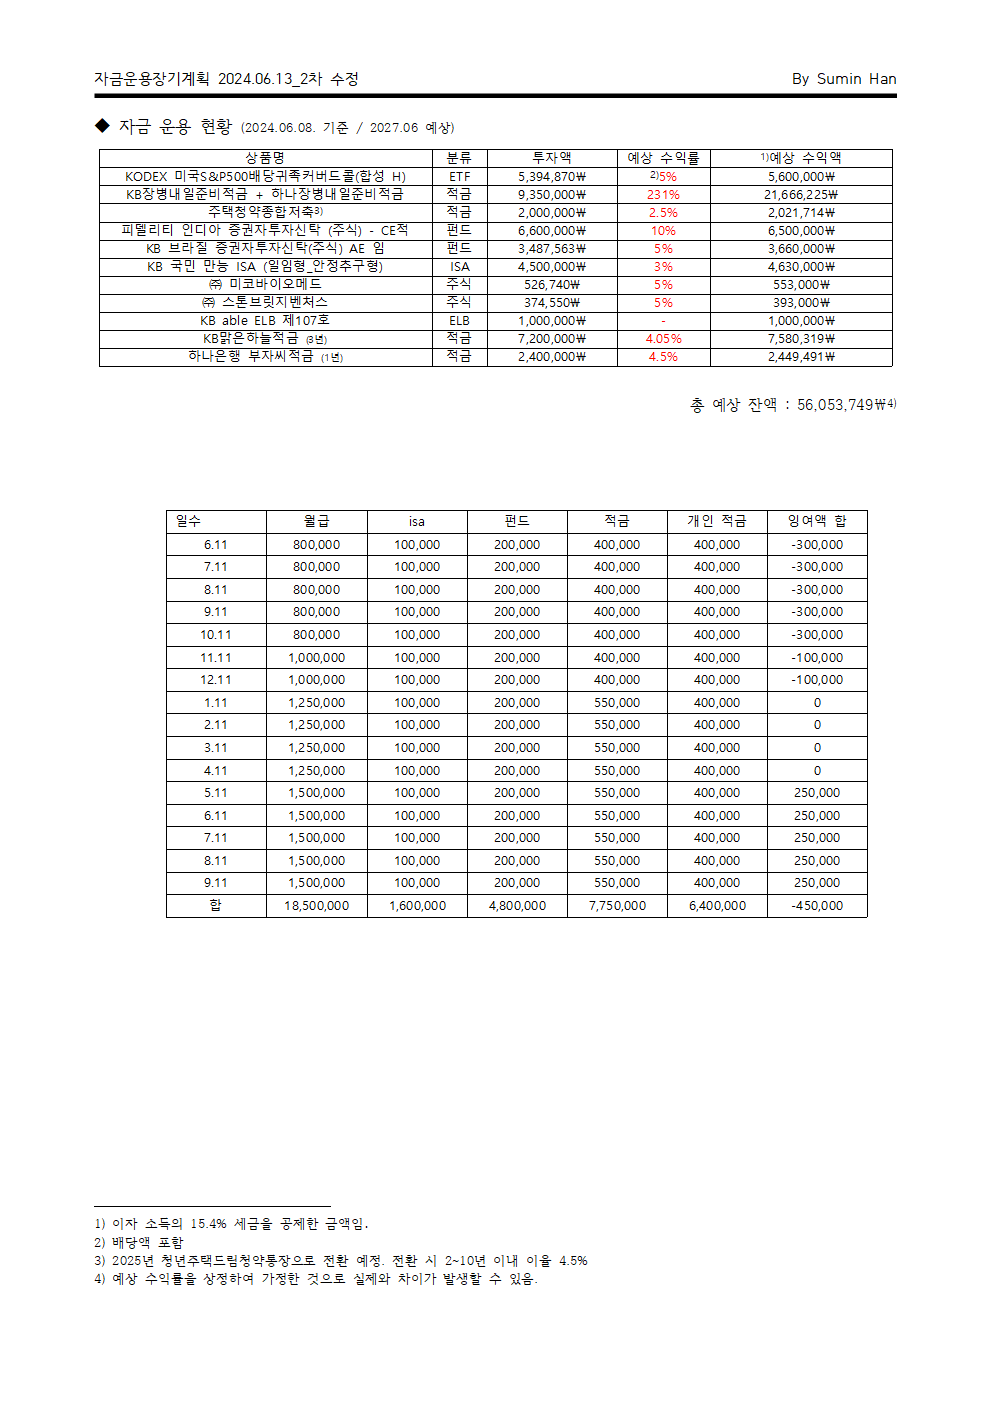 자금운용장기계획 2024.06.13_2차 수정 By Sumin Han
◆ 자금 운용 현황 (2024.06.08. 기준 / 2027.06 예상)
상품명 분류 투자액 예상 수익률 1)예상 수익액
KODEX 미국S&P500배당귀족커버드콜(합성 H) ETF 5,394,870₩ 2)5% 5,600,000₩
KB장병내일준비적금 + 하나장병내일준비적금 적금 9,350,000₩ 231% 21,666,225₩
주택청약종합저축3) 적금 2,000,000₩ 2.5% 2,021,714₩
피델리티 인디아 증권자투자신탁 (주식) - CE적 펀드 6,600,000₩ 10% 6,500,000₩
KB 브라질 증권자투자신탁(주식) AE 임 펀드 3,487,563₩ 5% 3,660,000₩
KB 국민 만능 ISA (일임형_안정추구형) ISA 4,500,000₩ 3% 4,630,000₩
㈜ 미코바이오메드 주식 526,740₩ 5% 553,000₩
㈜ 스톤브릿지벤처스 주식 374,550₩ 5% 393,000₩
KB able ELB 제107호 ELB 1,000,000₩ - 1,000,000₩
KB맑은하늘적금 (3년) 적금 7,200,000₩ 4.05% 7,580,319₩
하나은행 부자씨적금 (1년) 적금 2,400,000₩ 4.5% 2,449,491₩
총 예상 잔액 : 56,053,749₩4)
일수 월급 isa 펀드 적금 개인 적금 잉여액 합
6.11 800,000 100,000 200,000 400,000 400,000 -300,000
7.11 800,000 100,000 200,000 400,000 400,000 -300,000
8.11 800,000 100,000 200,000 400,000 400,000 -300,000
9.11 800,000 100,000 200,000 400,000 400,000 -300,000
10.11 800,000 100,000 200,000 400,000 400,000 -300,000
11.11 1,000,000 100,000 200,000 400,000 400,000 -100,000
12.11 1,000,000 100,000 200,000 400,000 400,000 -100,000
1.11 1,250,000 100,000 200,000 550,000 400,000 0
2.11 1,250,000 100,000 200,000 550,000 400,000 0
3.11 1,250,000 100,000 200,000 550,000 400,000 0
4.11 1,250,000 100,000 200,000 550,000 400,000 0
5.11 1,500,000 100,000 200,000 550,000 400,000 250,000
6.11 1,500,000 100,000 200,000 550,000 400,000 250,000
7.11 1,500,000 100,000 200,000 550,000 400,000 250,000
8.11 1,500,000 100,000 200,000 550,000 400,000 250,000
9.11 1,500,000 100,000 200,000 550,000 400,000 250,000
합 18,500,000 1,600,000 4,800,000 7,750,000 6,400,000 -450,000
1) 이자 소득의 15.4% 세금을 공제한 금액임.
2) 배당액 포함
3) 2025년 청년주택드림청약통장으로 전환 예정. 전환 시 2~10년 이내 이율 4.5%
4) 예상 수익률을 상정하여 가정한 것으로 실제와 차이가 발생할 수 있음.